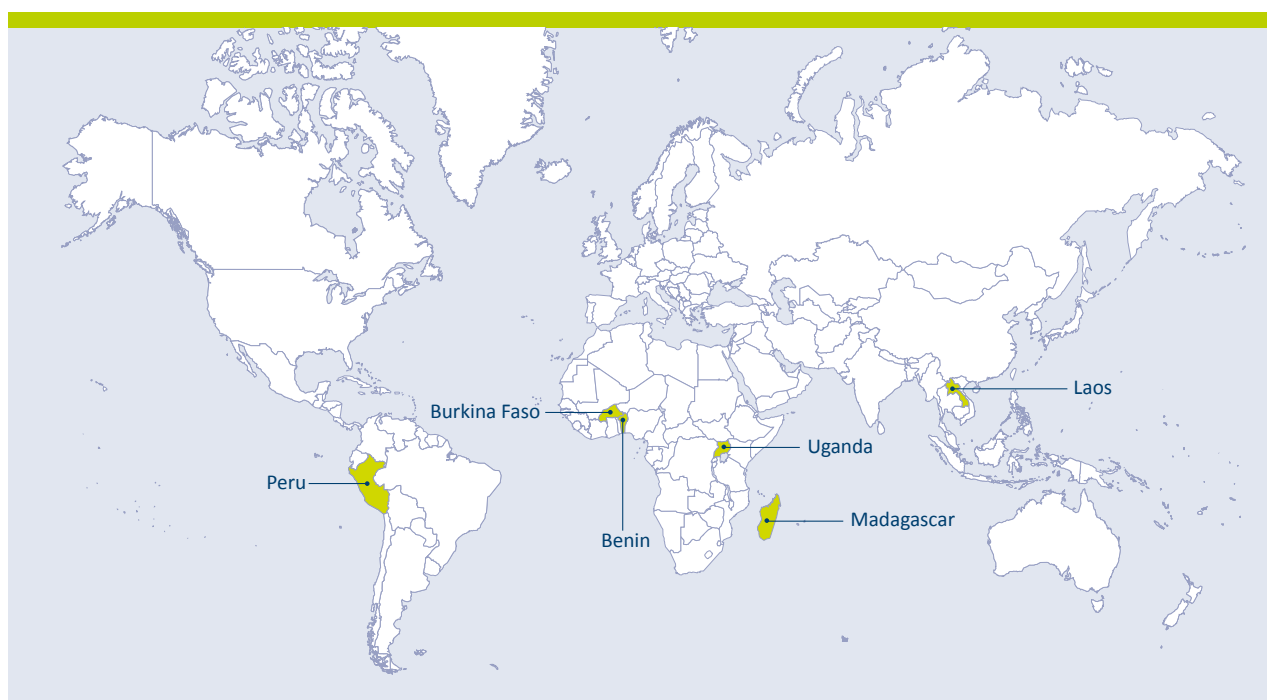 Laos
Burkina Faso
Uganda
Peru
Madagascar
Benin